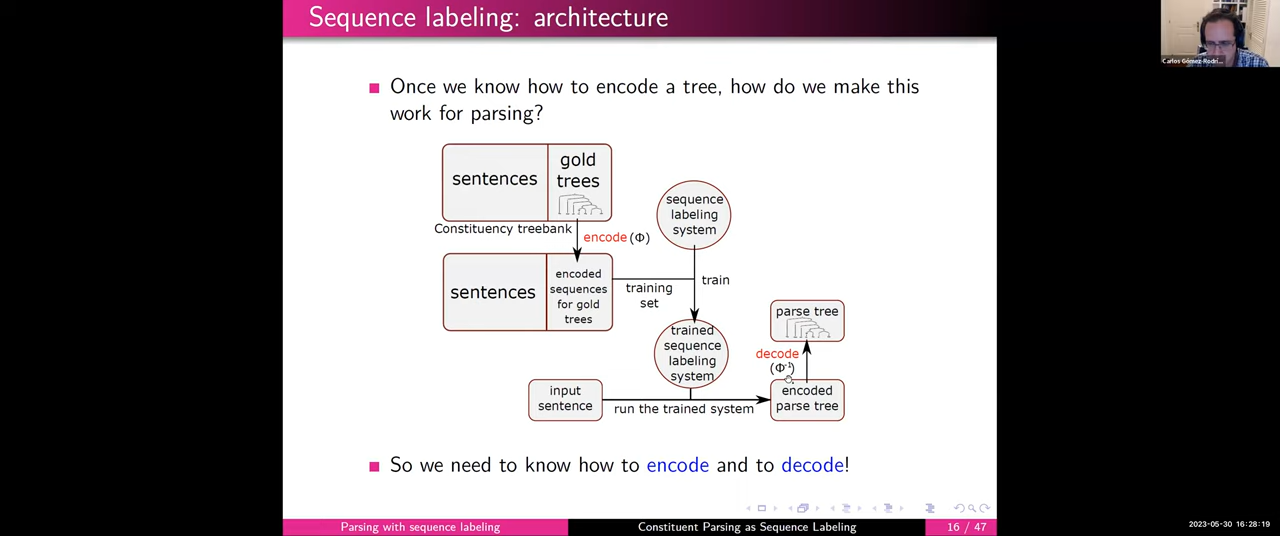 Sequence labeling: architecture
Carlos Gómez-Rodrí...
Once we know how to encode a tree, how do we make this
work for parsing?
sentences
gold
trees
Constituency treebank
encode (Φ)
sequence
labeling
system
sentences
encoded
sequences
for gold
trees
training
set
train
trained
sequence
labeling
system
parse tree
decode
(Φ⁻¹)
input
sentence
run the trained system
encoded
parse tree
So we need to know how to encode and to decode!
Parsing with sequence labeling
Constituent Parsing as Sequence Labeling
16 / 47
2023-05-30 16:28:19